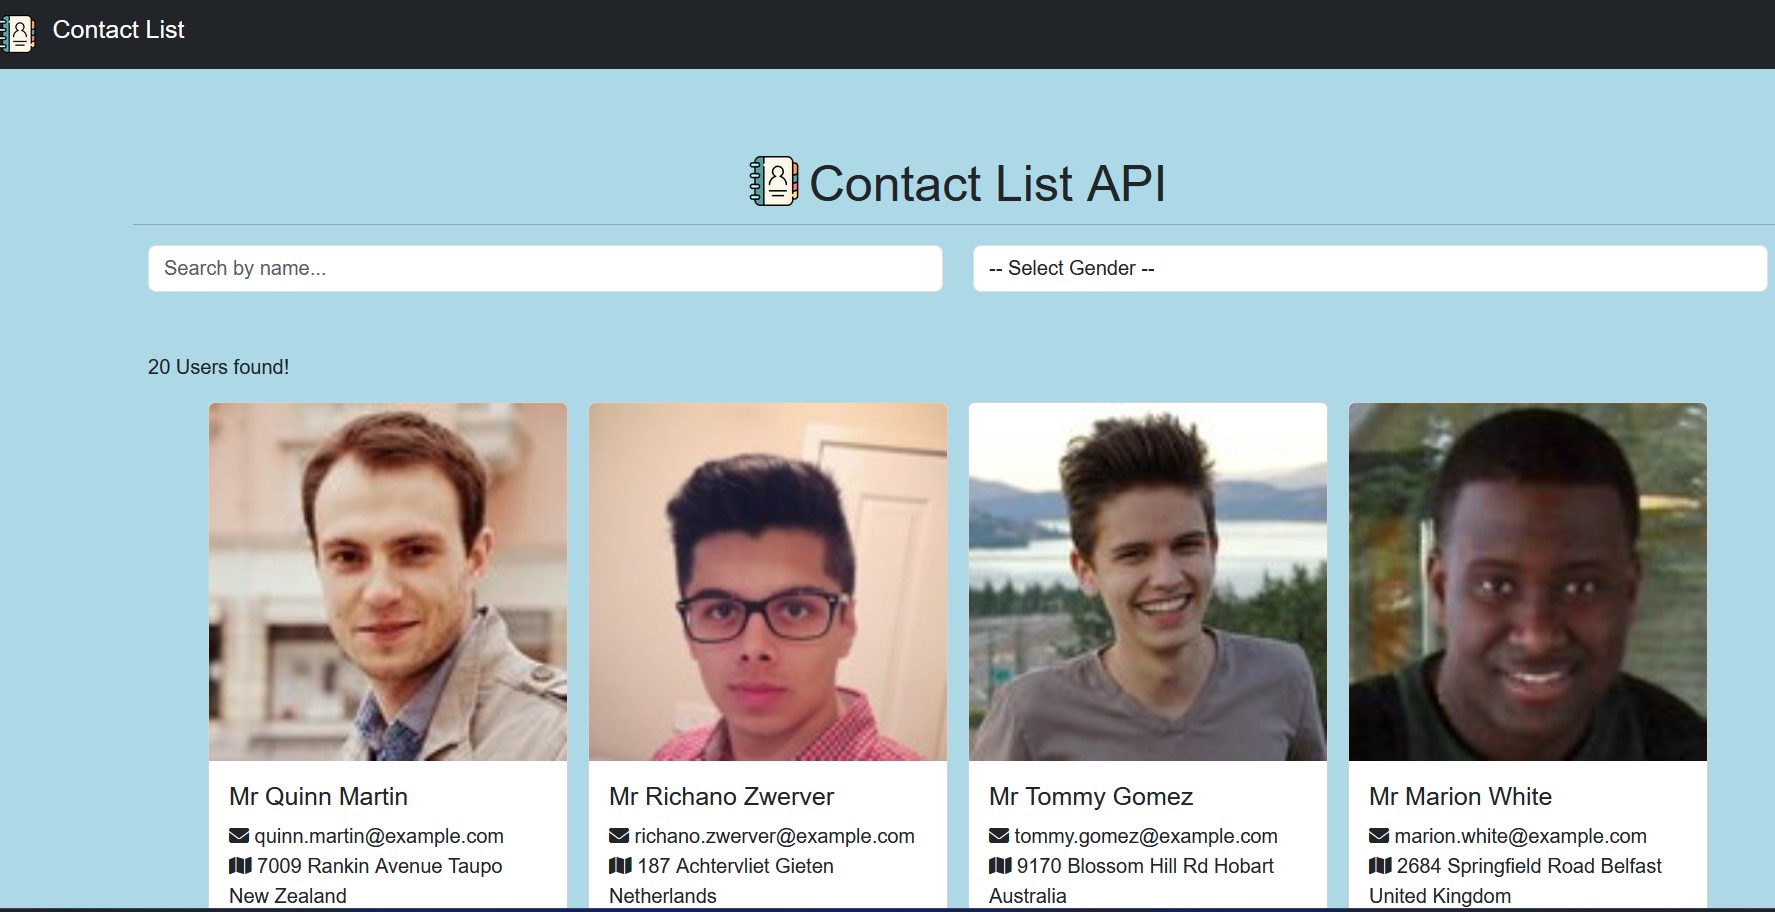 Contact List
Contact List API
Search by name...
-- Select Gender --
20 Users found!
Mr Quinn Martin
quinn.martin@example.com
7009 Rankin Avenue Taupo
New Zealand
Mr Richano Zwerver
richano.zwerver@example.com
187 Achtervliet Gieten
Netherlands
Mr Tommy Gomez
tommy.gomez@example.com
9170 Blossom Hill Rd Hobart
Australia
Mr Marion White
marion.white@example.com
2684 Springfield Road Belfast
United Kingdom